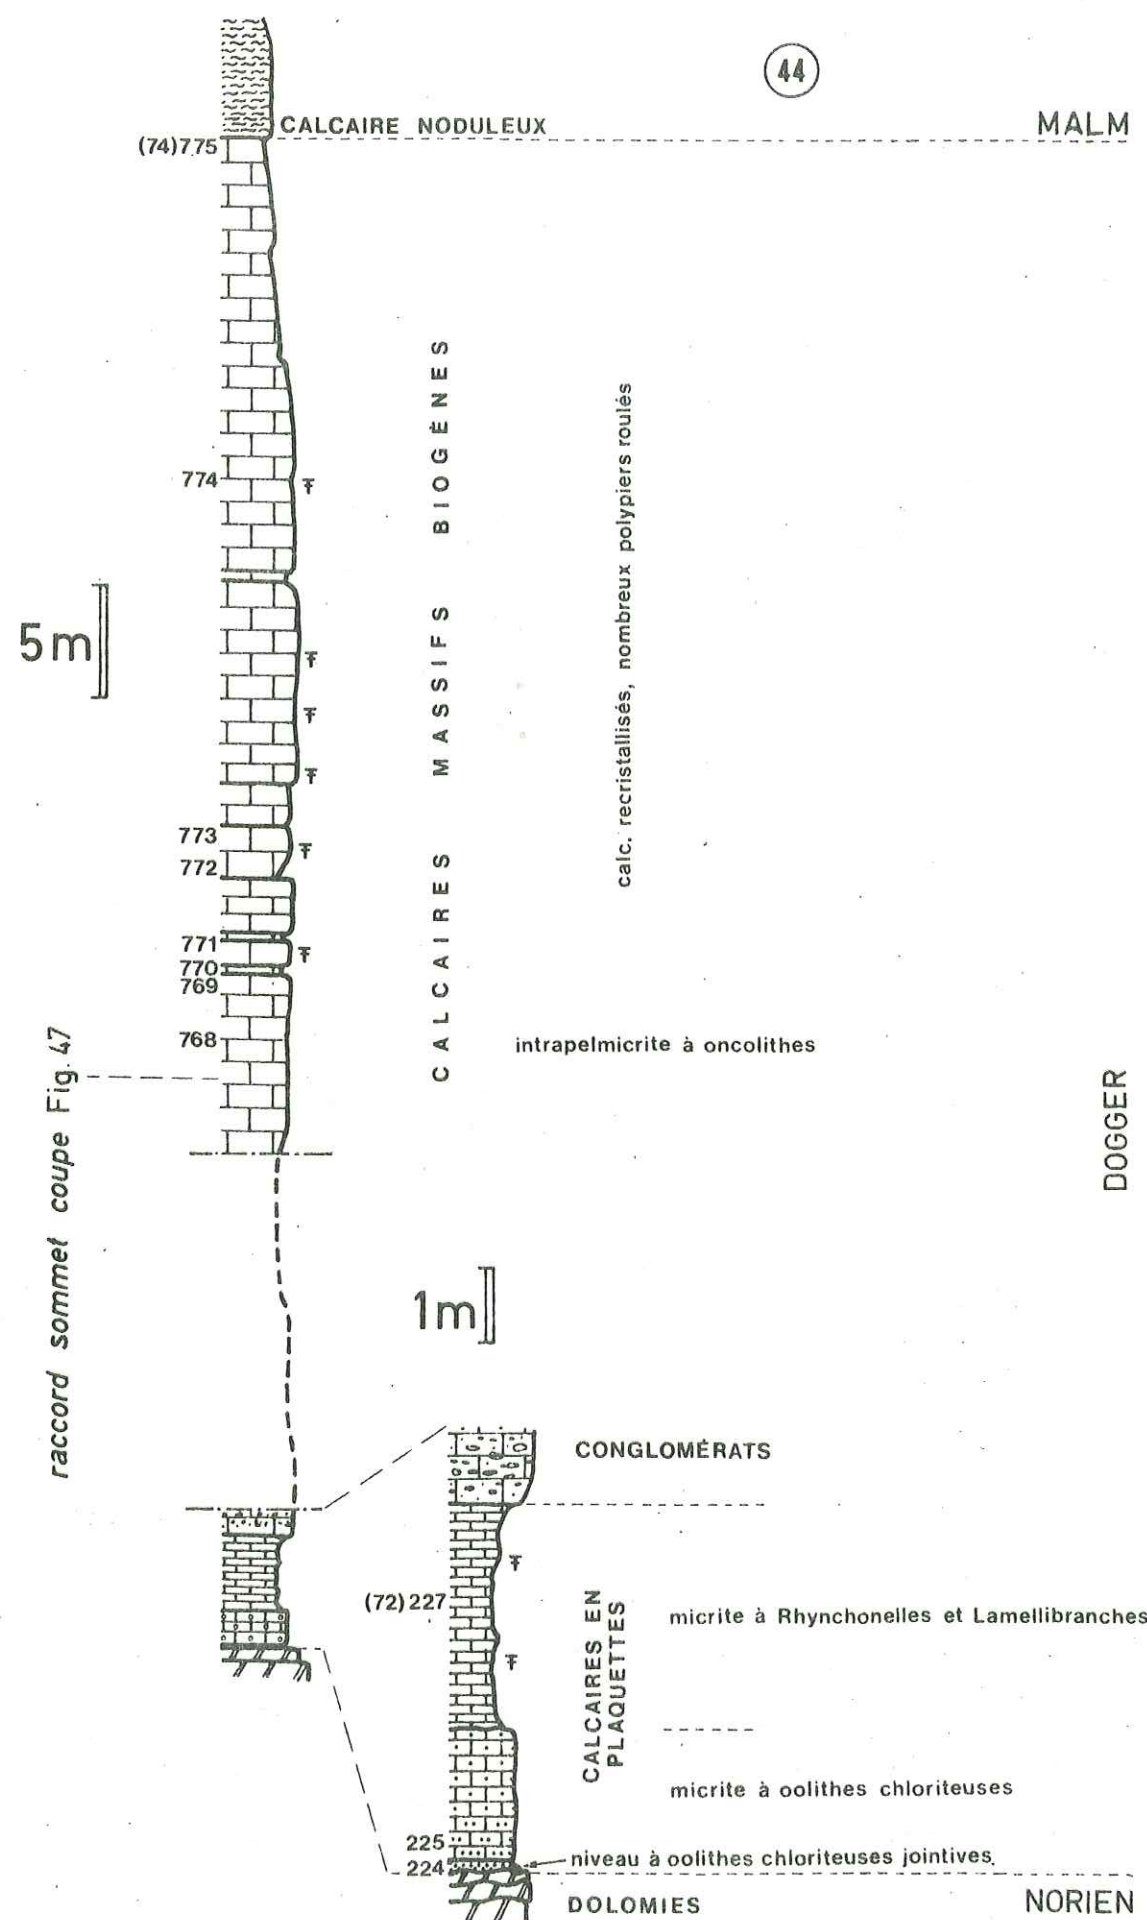 44
CALCAIRE NODULEUX
MALM
(74)775
774
5m
773
772
771
770
769
768
CALCAIRES MASSIFS BIOGÈNES
calc. recristallisés, nombreux polypiers roulés
intrapelmicrite à oncolithes
raccord sommet coupe Fig. 47
DOGGER
1m
CONGLOMÉRATS
(72)227
CALCAIRES EN
PLAQUETTES
micrite à Rhynchonelles et Lamellibranches
micrite à oolithes chloriteuses
225
224
niveau à oolithes chloriteuses jointives.
DOLOMIES
NORIEN